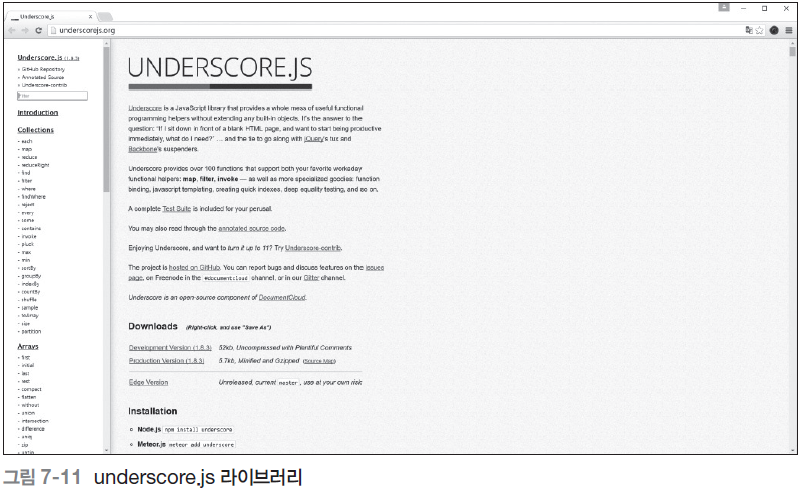 Underscore.js
underscorejs.org
Underscore.js (1.8.3)
GitHub Repository
Annotated Source
Underscore-contrib
Introduction
Collections
each
map
reduce
reduceRight
find
filter
where
findWhere
reject
every
some
contains
invoke
pluck
max
min
sortBy
groupBy
indexBy
countBy
shuffle
sample
toArray
size
partition
Arrays
first
initial
last
rest
compact
flatten
without
union
intersection
difference
uniq
zip
UNDERSCORE.JS
Underscore is a JavaScript library that provides a whole mess of useful functional
programming helpers without extending any built-in objects. It's the answer to the
question: "If I sit down in front of a blank HTML page, and want to start being productive
immediately, what do I need?" ... and the tie to go along with jQuery's tux and
Backbone's suspenders.
Underscore provides over 100 functions that support both your favorite workaday
functional helpers: map, filter, invoke — as well as more specialized goodies: function
binding, javascript templating, creating quick indexes, deep equality testing, and so on.
A complete Test Suite is included for your perusal.
You may also read through the annotated source code.
Enjoying Underscore, and want to turn it up to 11? Try Underscore-contrib.
The project is hosted on GitHub. You can report bugs and discuss features on the issues
page, on Freenode in the #documentcloud channel, or in our Gitter channel.
Underscore is an open-source component of DocumentCloud.
Downloads (Right-click, and use "Save As")
Development Version (1.8.3) 52kb, Uncompressed with Plentiful Comments
Production Version (1.8.3) 5.7kb, Minified and Gzipped (Source Map)
Edge Version Unreleased, current master, use at your own risk
Installation
Node.js npm install underscore
Meteor.js meteor add underscore
그림 7-11 underscore.js 라이브러리